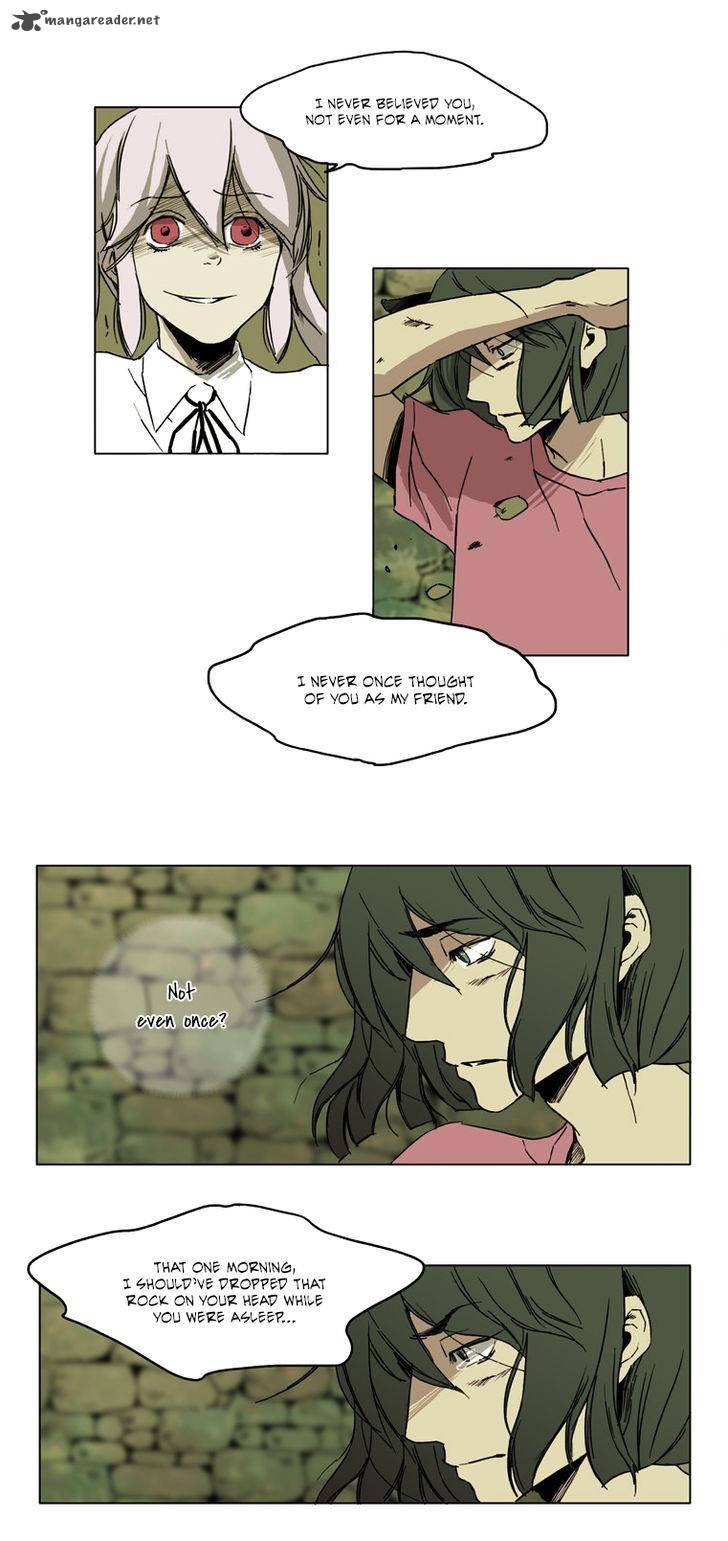 mangareader.net
I NEVER BELIEVED YOU,
NOT EVEN FOR A MOMENT.
I NEVER ONCE THOUGHT
OF YOU AS MY FRIEND.
Not
even once?
THAT ONE MORNING,
I SHOULD'VE DROPPED THAT
ROCK ON YOUR HEAD WHILE
YOU WERE ASLEEP...